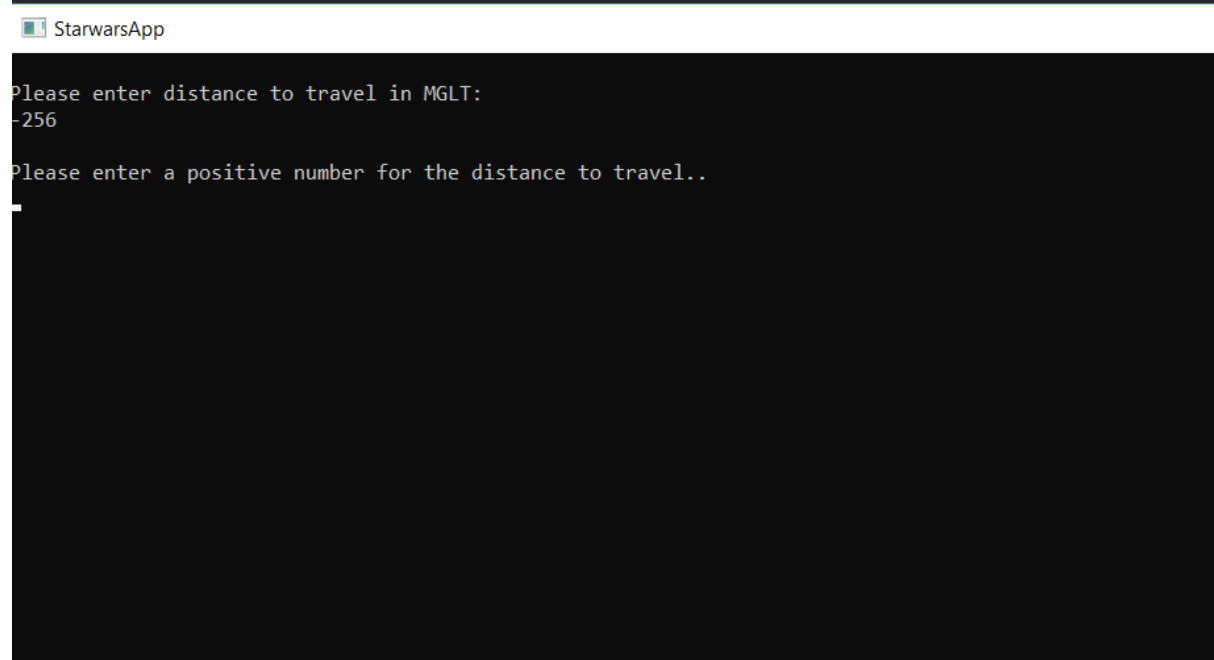 StarwarsApp
Please enter distance to travel in MGLT:
-256
Please enter a positive number for the distance to travel..